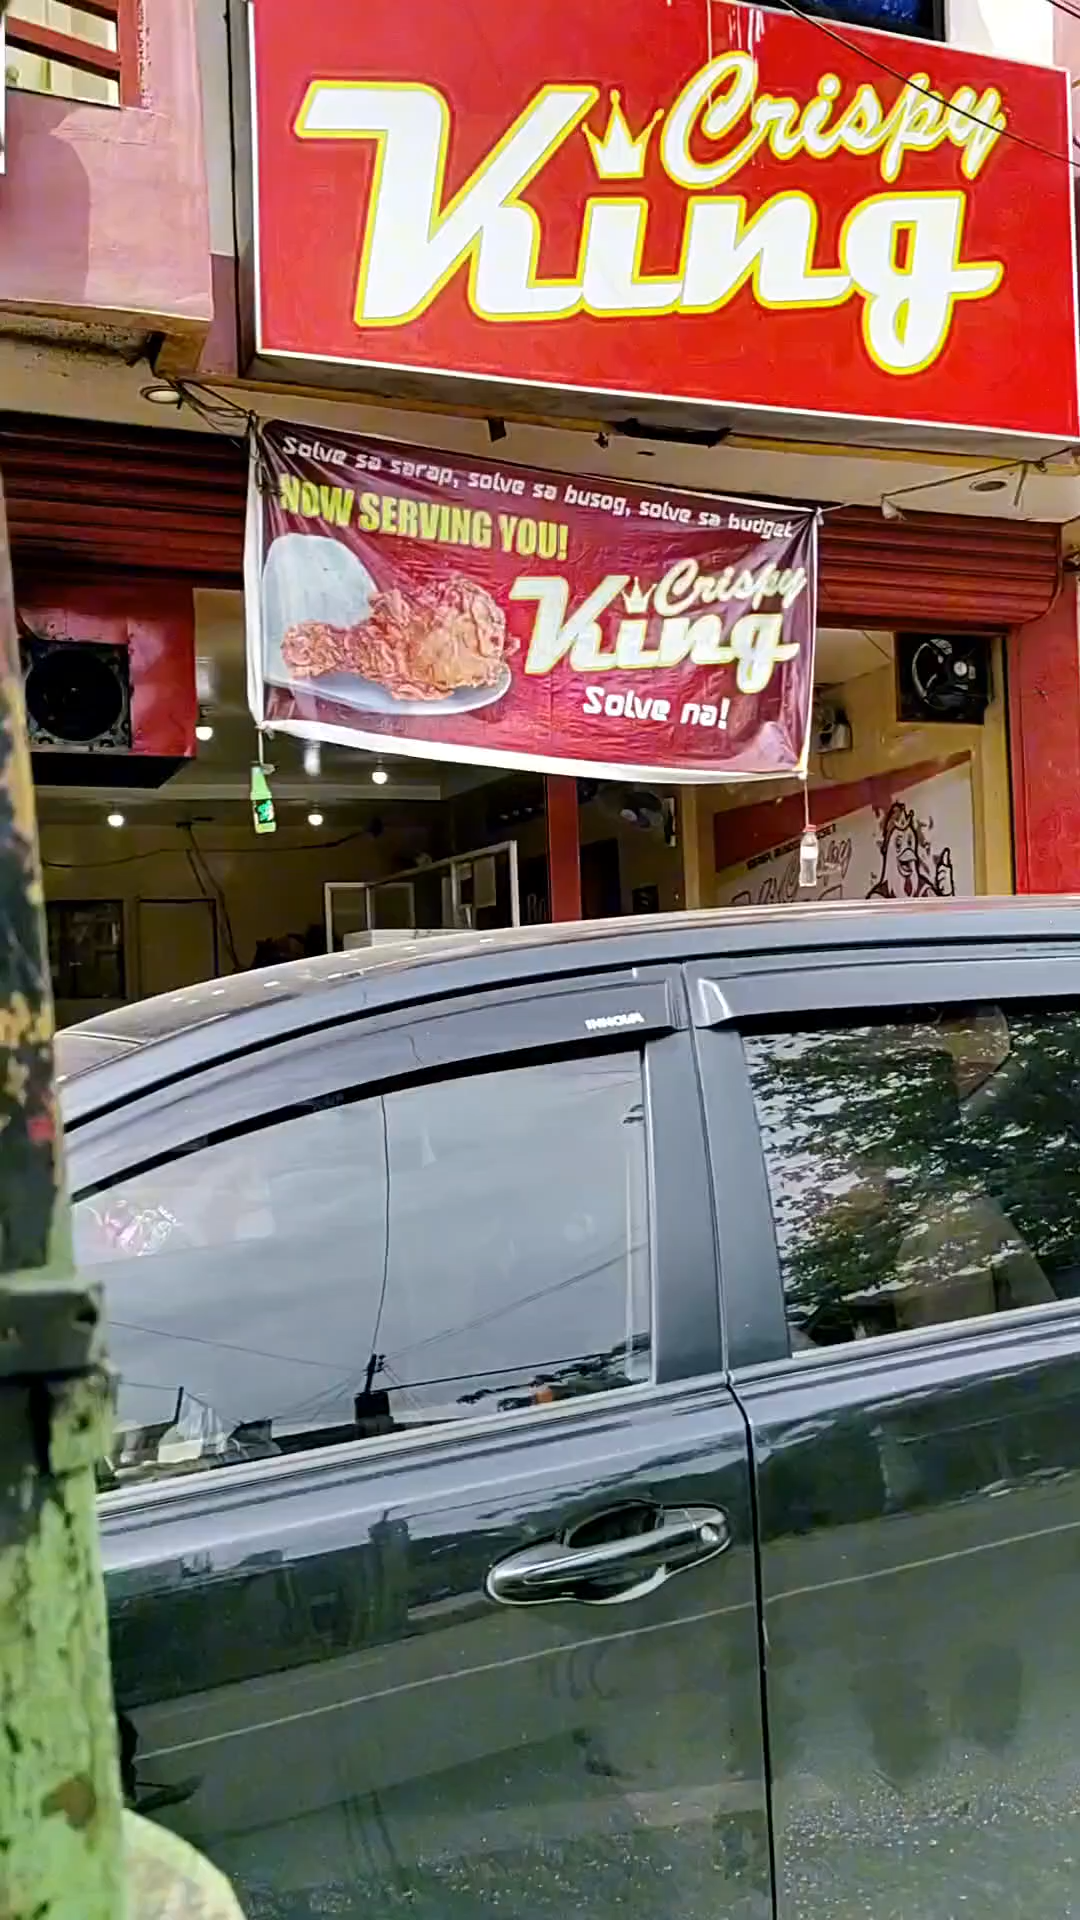 Crispy
King
Solve sa sarap, solve sa busog, solve sa budget
NOW SERVING YOU!
Crispy
King
Solve na!
Crispy
INNOVA